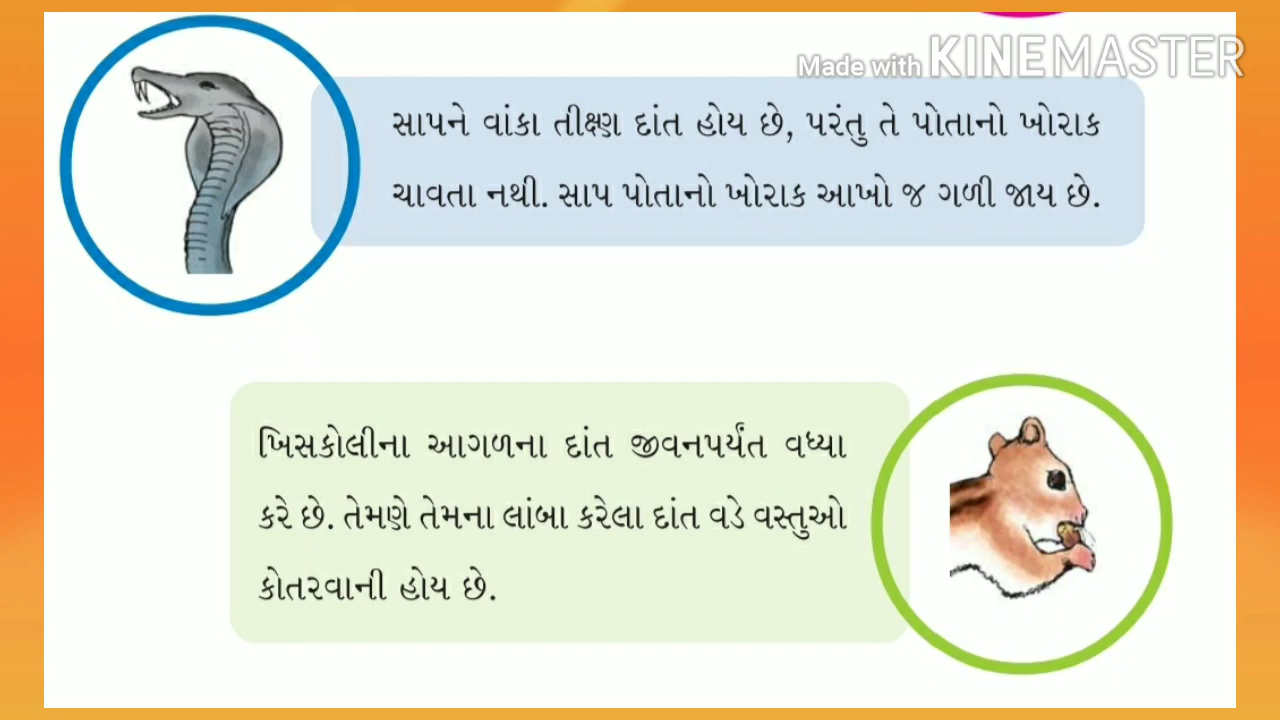 Made with KINEMASTER
સાપને વાંકા તીક્ષ્ણ દાંત હોય છે, પરંતુ તે પોતાનો ખોરાક
ચાવતા નથી. સાપ પોતાનો ખોરાક આખો જ ગળી જાય છે.
ખિસકોલીના આગળના દાંત જીવનપર્યંત વધ્યા
કરે છે. તેમણે તેમના લાંબા કરેલા દાંત વડે વસ્તુઓ
કોતરવાની હોય છે.